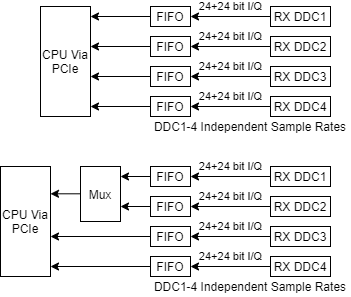 FIFO 24+24 bit I/Q RX DDC1
FIFO 24+24 bit I/Q RX DDC2
CPU Via
PCIe
FIFO 24+24 bit I/Q RX DDC3
FIFO 24+24 bit I/Q RX DDC4
DDC1-4 Independent Sample Rates
FIFO 24+24 bit I/Q RX DDC1
Mux
FIFO 24+24 bit I/Q RX DDC2
CPU Via
PCIe
FIFO 24+24 bit I/Q RX DDC3
FIFO 24+24 bit I/Q RX DDC4
DDC1-4 Independent Sample Rates